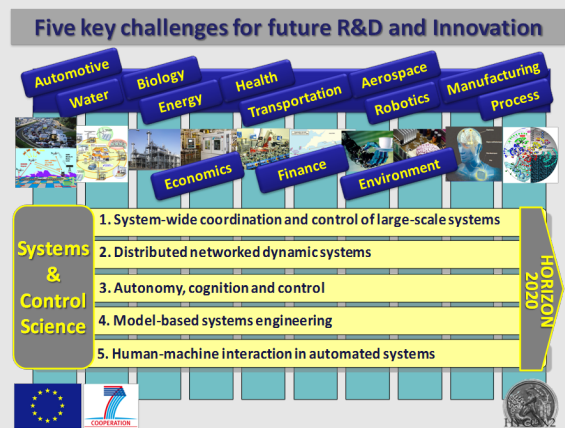 Five key challenges for future R&D and Innovation
Automotive
Water
Biology
Energy
Health
Transportation
Aerospace
Robotics
Manufacturing
Process
Economics
Finance
Environment
Systems
&
Control
Science
1. System-wide coordination and control of large-scale systems
2. Distributed networked dynamic systems
3. Autonomy, cognition and control
4. Model-based systems engineering
5. Human-machine interaction in automated systems
HORIZON
2020
7
COOPERATION